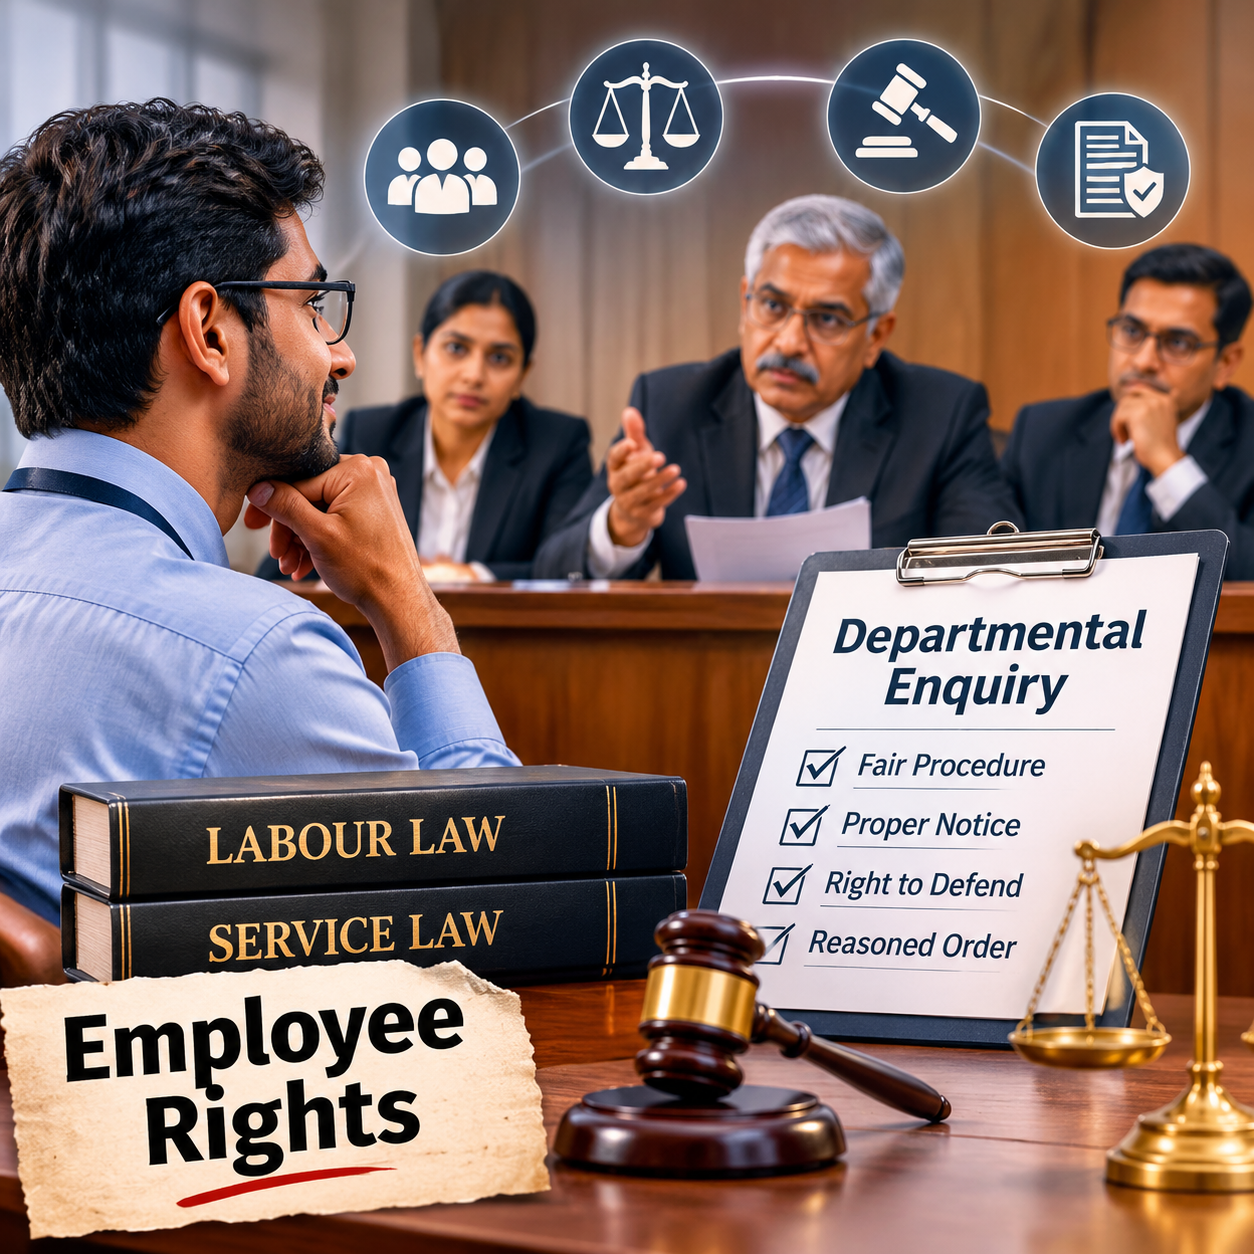 Departmental
Enquiry
Fair Procedure
Proper Notice
Right to Defend
Reasoned Order
LABOUR LAW
SERVICE LAW
Employee
Rights